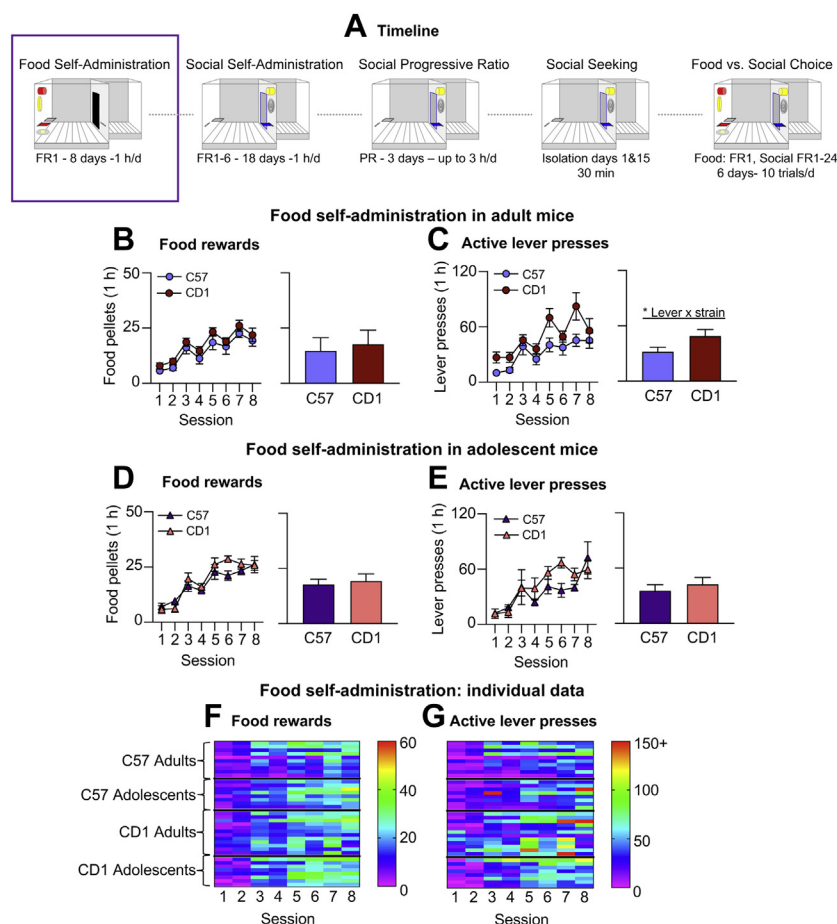 A Timeline
Food Self-Administration
Social Self-Administration
Social Progressive Ratio
Social Seeking
Food vs. Social Choice
FR1 - 8 days -1 h/d
FR1-6 - 18 days -1 h/d
PR - 3 days – up to 3 h/d
Isolation days 1&15
30 min
Food: FR1, Social FR1-24
6 days- 10 trials/d
Food self-administration in adult mice
B Food rewards
Food pellets (1 h)
50
25
0
C57
CD1
1 2 3 4 5 6 7 8
Session
C57 CD1
C Active lever presses
Lever presses (1 h)
120
60
0
C57
CD1
1 2 3 4 5 6 7 8
Session
* Lever x strain
C57 CD1
Food self-administration in adolescent mice
D Food rewards
Food pellets (1 h)
50
25
0
C57
CD1
1 2 3 4 5 6 7 8
Session
C57 CD1
E Active lever presses
Lever presses (1 h)
120
60
0
C57
CD1
1 2 3 4 5 6 7 8
Session
C57 CD1
Food self-administration: individual data
F Food rewards
C57 Adults
C57 Adolescents
CD1 Adults
CD1 Adolescents
1 2 3 4 5 6 7 8
Session
60
40
20
0
G Active lever presses
1 2 3 4 5 6 7 8
Session
150+
100
50
0